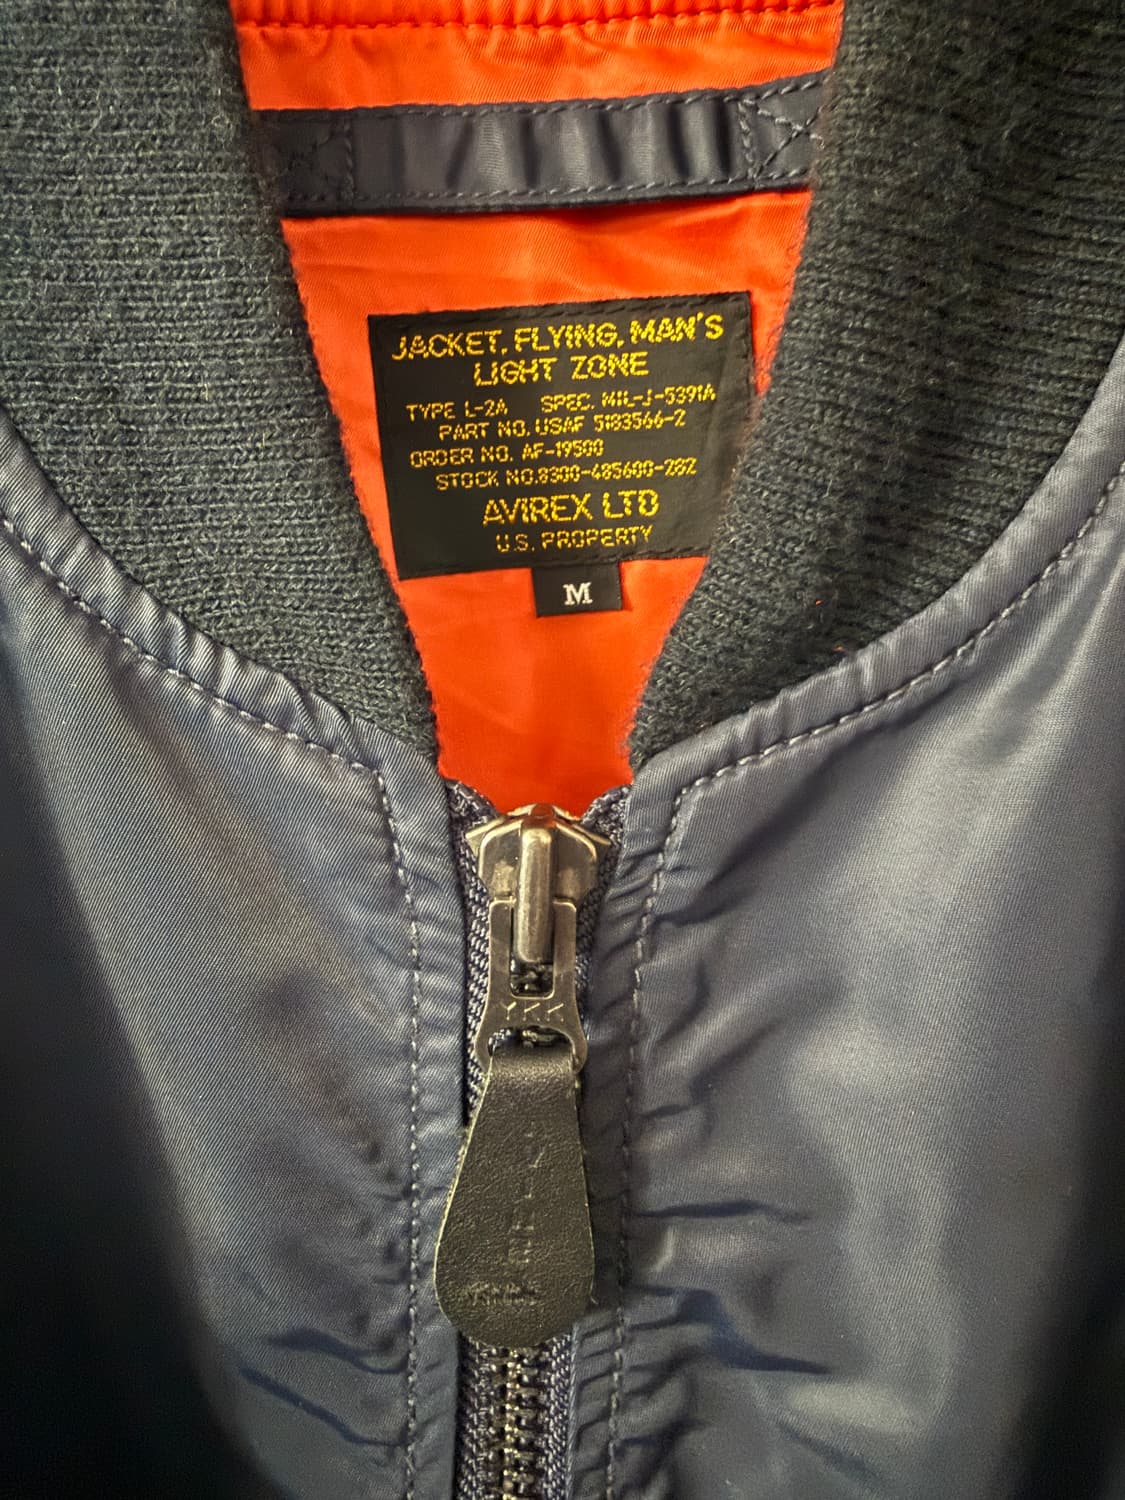 JACKET, FLYING, MAN'S
LIGHT ZONE
TYPE L-2A SPEC. MIL-J-5391A
PART NO. USAF 5183566-2
ORDER NO. AF-19500
STOCK NO. 8300-485600-282
AVIREX LTD
U.S. PROPERTY
M
YKK